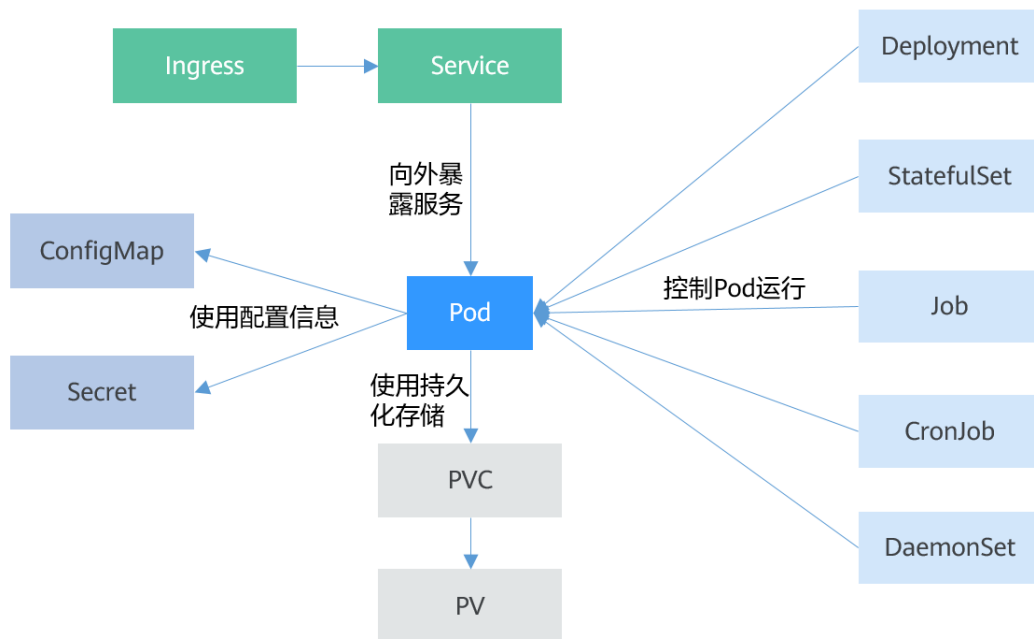 Ingress
Service
Deployment
向外暴
露服务
StatefulSet
ConfigMap
使用配置信息
Pod
控制Pod运行
Job
Secret
使用持久
化存储
CronJob
PVC
DaemonSet
PV